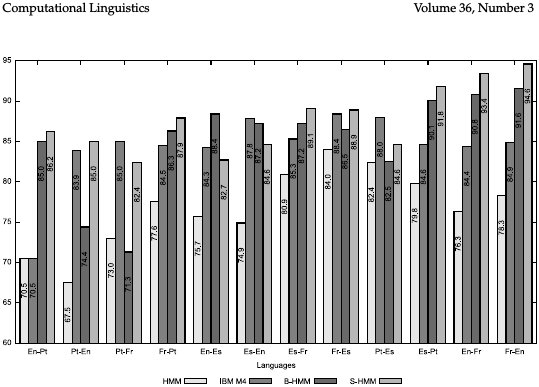 Computational Linguistics Volume 36, Number 3
95
90
85
80
75
70
65
60
70.5 70.5 85.0 86.2
67.5 83.9 74.4 85.0
73.0 85.0 71.3 82.4
77.6 84.5 86.3 87.9
75.7 84.3 88.4 82.7
74.9 87.8 87.2 84.6
80.9 85.3 87.2 89.1
84.0 88.4 86.5 88.9
82.4 88.0 82.5 84.6
79.8 84.6 90.1 91.8
76.3 84.4 90.8 93.4
78.3 84.9 91.6 94.6
En-Pt Pt-En Pt-Fr Fr-Pt En-Es Es-En Es-Fr Fr-Es Pt-Es Es-Pt En-Fr Fr-En
Languages
HMM IBM M4 B-HMM S-HMM